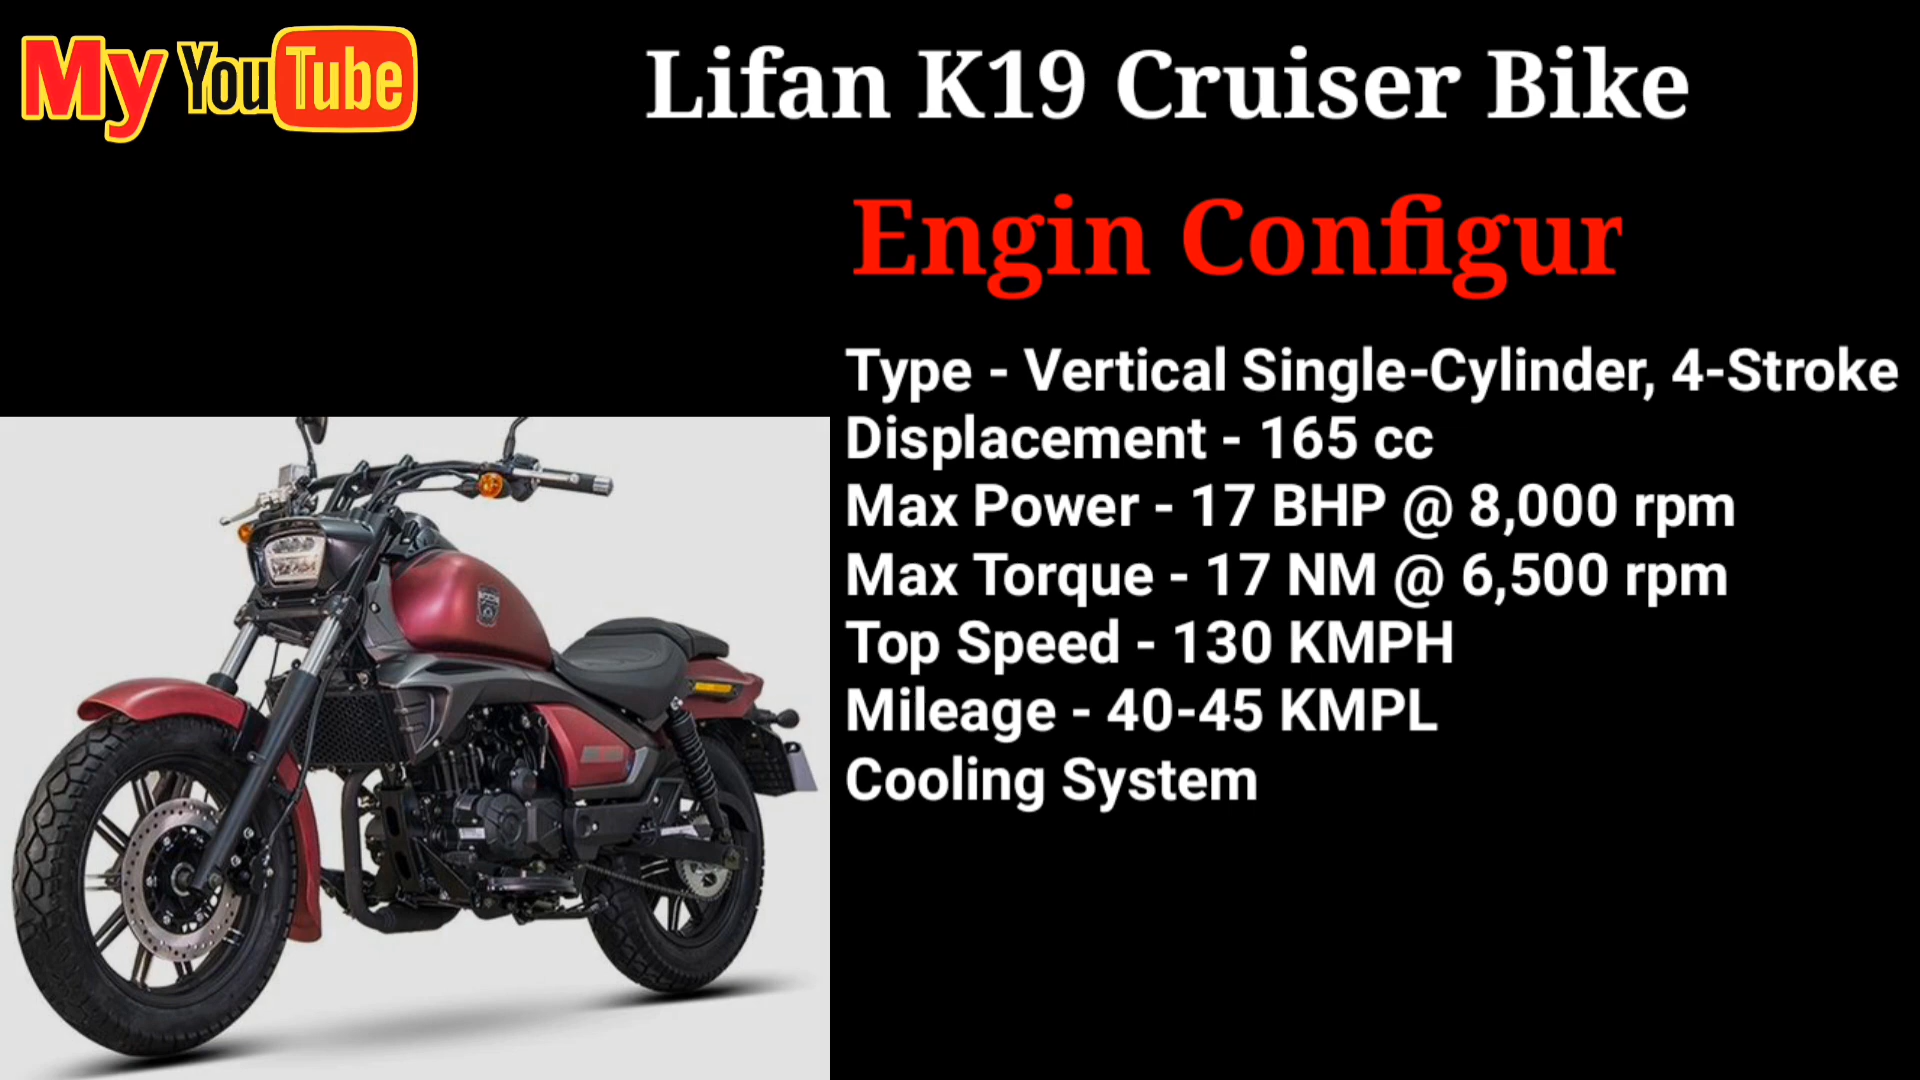 My YouTube
Lifan K19 Cruiser Bike
Engin Configur
Type - Vertical Single-Cylinder, 4-Stroke
Displacement - 165 cc
Max Power - 17 BHP @ 8,000 rpm
Max Torque - 17 NM @ 6,500 rpm
Top Speed - 130 KMPH
Mileage - 40-45 KMPL
Cooling System